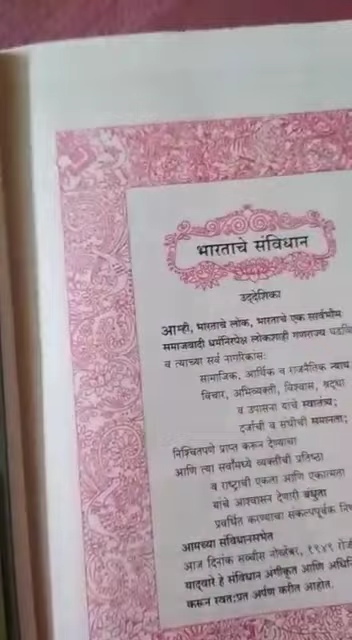 भारताचे संविधान
उद्देशिका
आम्ही, भारताचे लोक, भारताचे एक सार्वभौम
समाजवादी धर्मनिरपेक्ष लोकशाही गणराज्य
व त्याच्या सर्व नागरिकांस:
सामाजिक, आर्थिक व राजनैतिक न्याय
विचार, अभिव्यक्ती, विश्वास, श्रद्धा
व उपासना यांचे स्वातंत्र्य;
दर्जाची व संधीची समानता;
निश्चितपणे प्राप्त करून देण्याचा
आणि त्या सर्वांमध्ये व्यक्तीची प्रतिष्ठा
व राष्ट्राची एकता आणि एकात्मता
यांचे आश्वासन देणारी बंधुता
प्रवर्धित करण्याचा संकल्पपूर्वक
आमच्या संविधानसभेत
आज दिनांक सव्वीस नोव्हेंबर, १९४९ रोजी
याद्वारे हे संविधान अंगीकृत आणि
करून स्वत:प्रत अर्पण करीत आहोत.